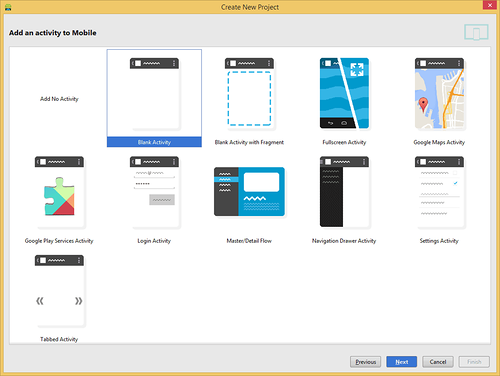 Create New Project
Add an activity to Mobile
Add No Activity
Blank Activity
Blank Activity with Fragment
Fullscreen Activity
Google Maps Activity
Google Play Services Activity
Login Activity
Master/Detail Flow
Navigation Drawer Activity
Settings Activity
Tabbed Activity
Previous
Next
Cancel
Finish